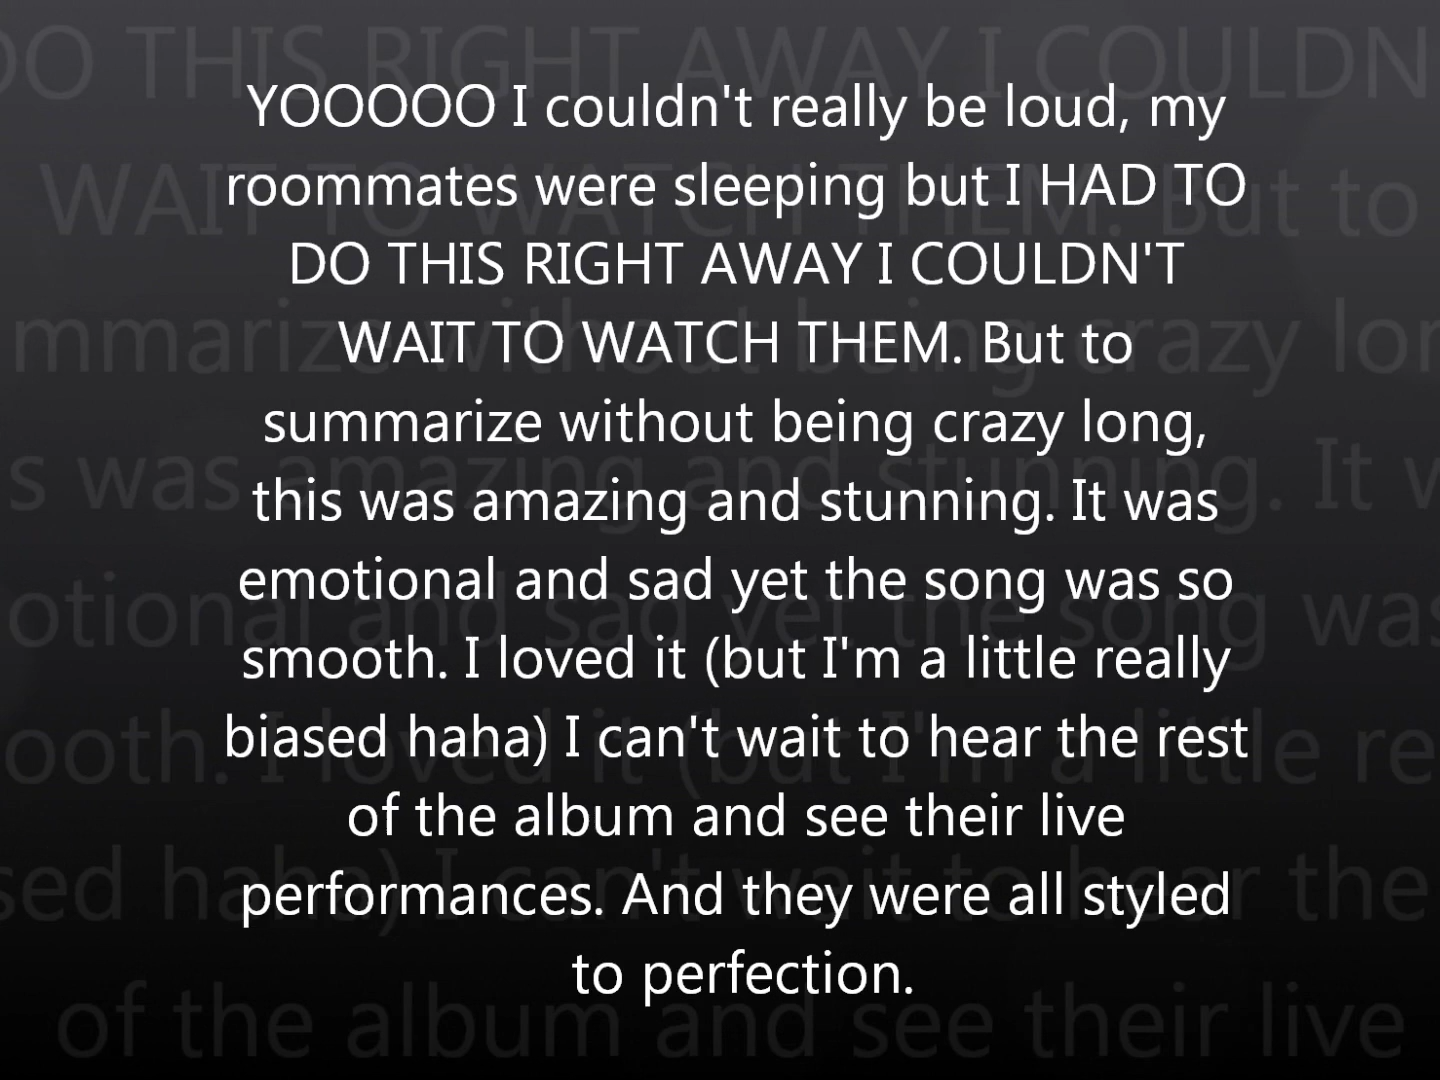 YOOOOO I couldn't really be loud, my
roommates were sleeping but I HAD TO
DO THIS RIGHT AWAY I COULDN'T
WAIT TO WATCH THEM. But to
summarize without being crazy long,
this was amazing and stunning. It was
emotional and sad yet the song was so
smooth. I loved it (but I'm a little really
biased haha) I can't wait to hear the rest
of the album and see their live
performances. And they were all styled
to perfection.